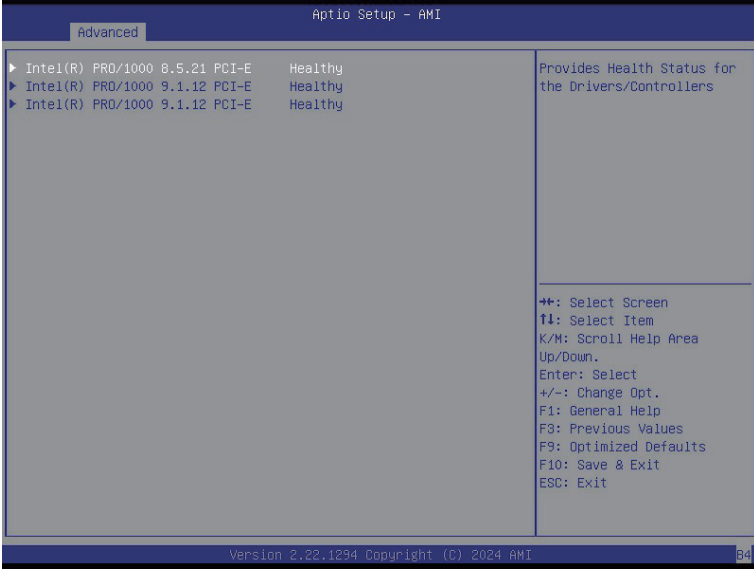 Aptio Setup – AMI
Advanced
▶ Intel(R) PRO/1000 8.5.21 PCI-E Healthy
▶ Intel(R) PRO/1000 9.1.12 PCI-E Healthy
▶ Intel(R) PRO/1000 9.1.12 PCI-E Healthy
Provides Health Status for
the Drivers/Controllers
→←: Select Screen
↑↓: Select Item
K/M: Scroll Help Area
Up/Down.
Enter: Select
+/-: Change Opt.
F1: General Help
F3: Previous Values
F9: Optimized Defaults
F10: Save & Exit
ESC: Exit
Version 2.22.1294 Copyright (C) 2024 AMI
B4